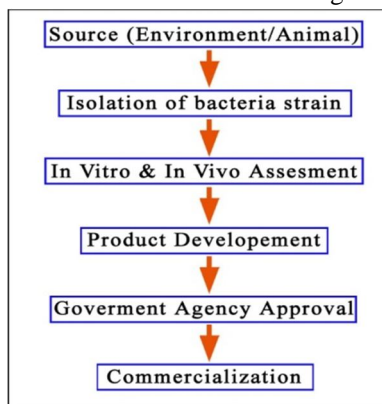 Source (Environment/Animal)
Isolation of bacteria strain
In Vitro & In Vivo Assesment
Product Developement
Goverment Agency Approval
Commercialization